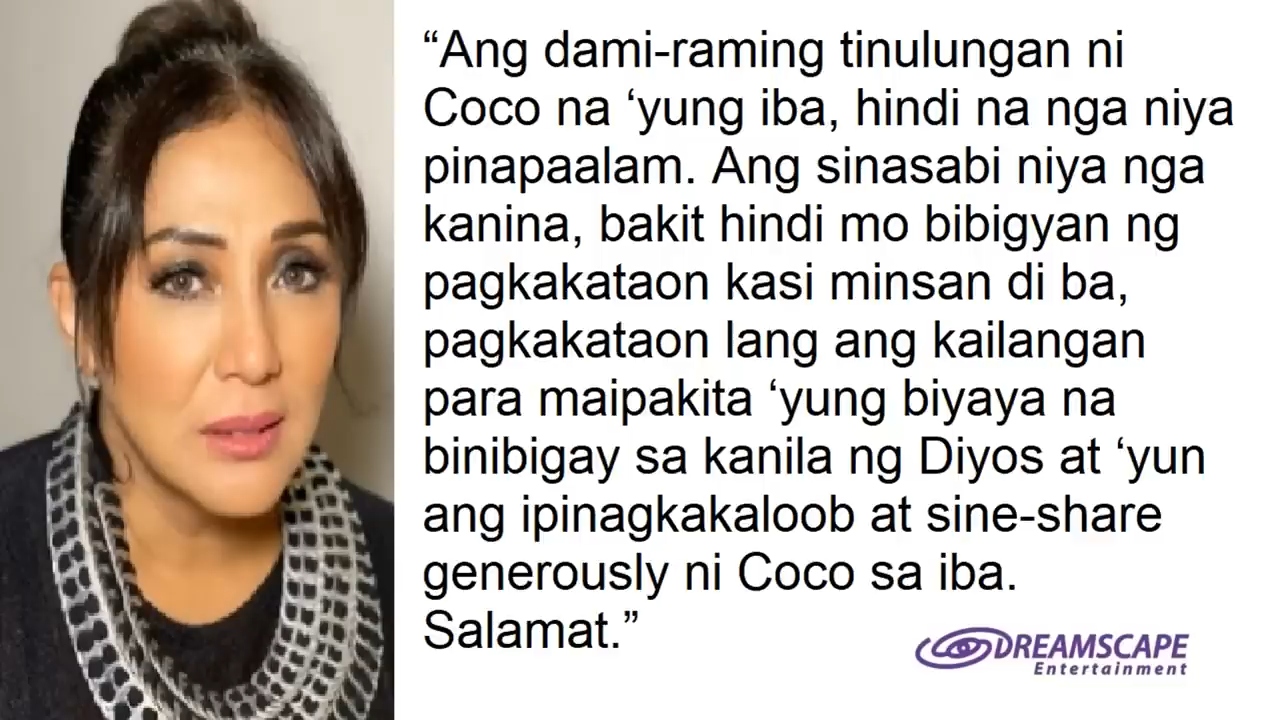 “Ang dami-raming tinulungan ni
Coco na ‘yung iba, hindi na nga niya
pinapaalam. Ang sinasabi niya nga
kanina, bakit hindi mo bibigyan ng
pagkakataon kasi minsan di ba,
pagkakataon lang ang kailangan
para maipakita ‘yung biyaya na
binibigay sa kanila ng Diyos at ‘yun
ang ipinagkakaloob at sine-share
generously ni Coco sa iba.
Salamat.”
DREAMSCAPE
Entertainment